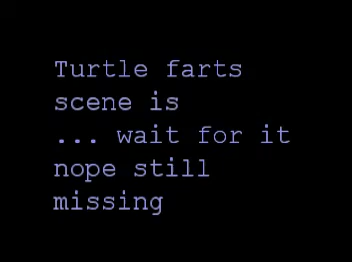 Turtle farts
scene is
... wait for it
nope still
missing